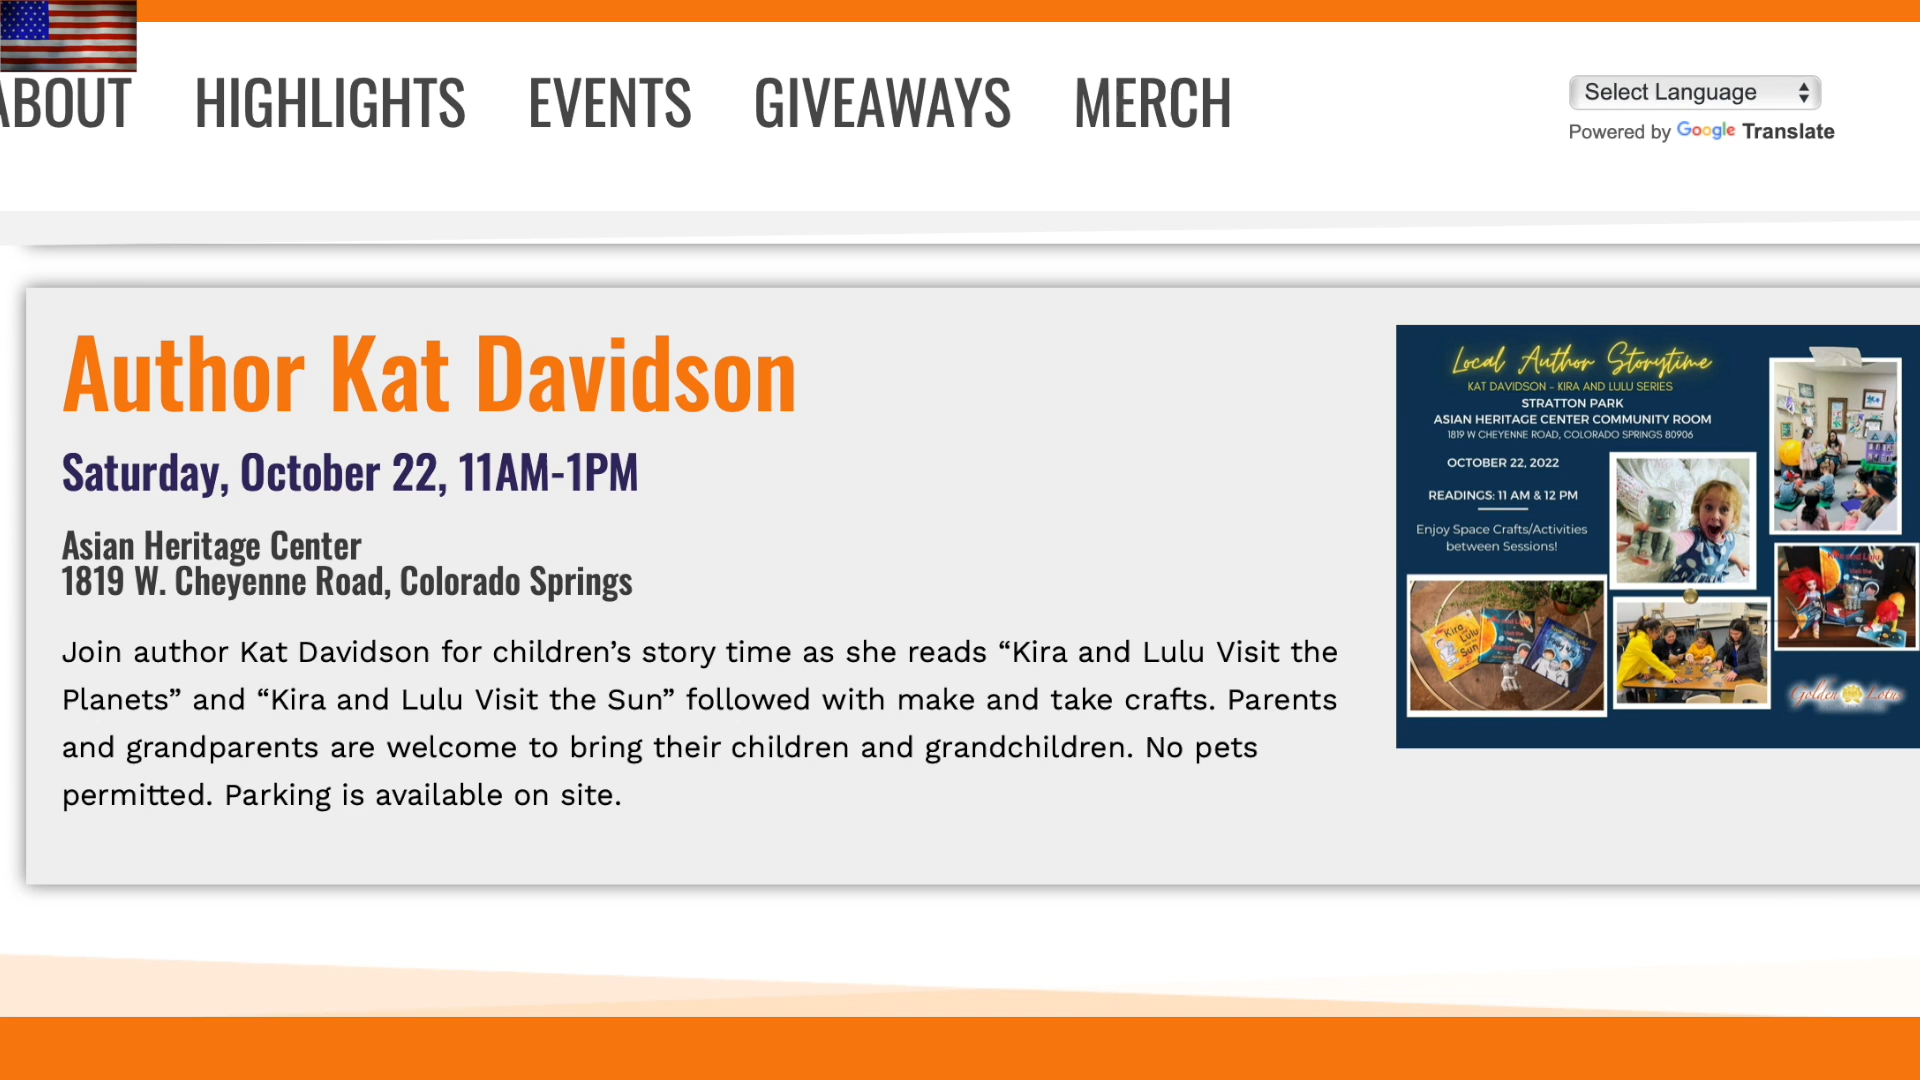 ABOUT HIGHLIGHTS EVENTS GIVEAWAYS MERCH
Select Language
Powered by Google Translate
Author Kat Davidson
Saturday, October 22, 11AM-1PM
Asian Heritage Center
1819 W. Cheyenne Road, Colorado Springs
Join author Kat Davidson for children’s story time as she reads “Kira and Lulu Visit the
Planets” and “Kira and Lulu Visit the Sun” followed with make and take crafts. Parents
and grandparents are welcome to bring their children and grandchildren. No pets
permitted. Parking is available on site.
Local Author Storytime
KAT DAVIDSON - KIRA AND LULU SERIES
STRATTON PARK
ASIAN HERITAGE CENTER COMMUNITY ROOM
1819 W CHEYENNE ROAD, COLORADO SPRINGS 80906
OCTOBER 22, 2022
READINGS: 11 AM & 12 PM
Enjoy Space Crafts/Activities
between Sessions!
Kira
Lulu
Sun
Golden Lotus